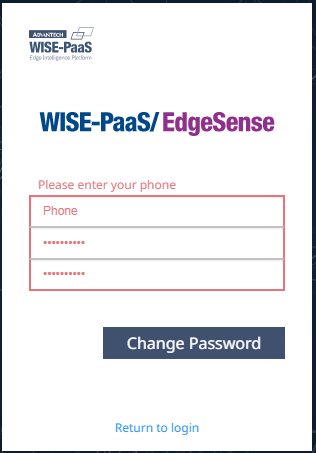 ADVANTECH
WISE-PaaS
Edge Intelligence Platform
WISE-PaaS/ EdgeSense
Please enter your phone
Phone
••••••••••
••••••••••
Change Password
Return to login